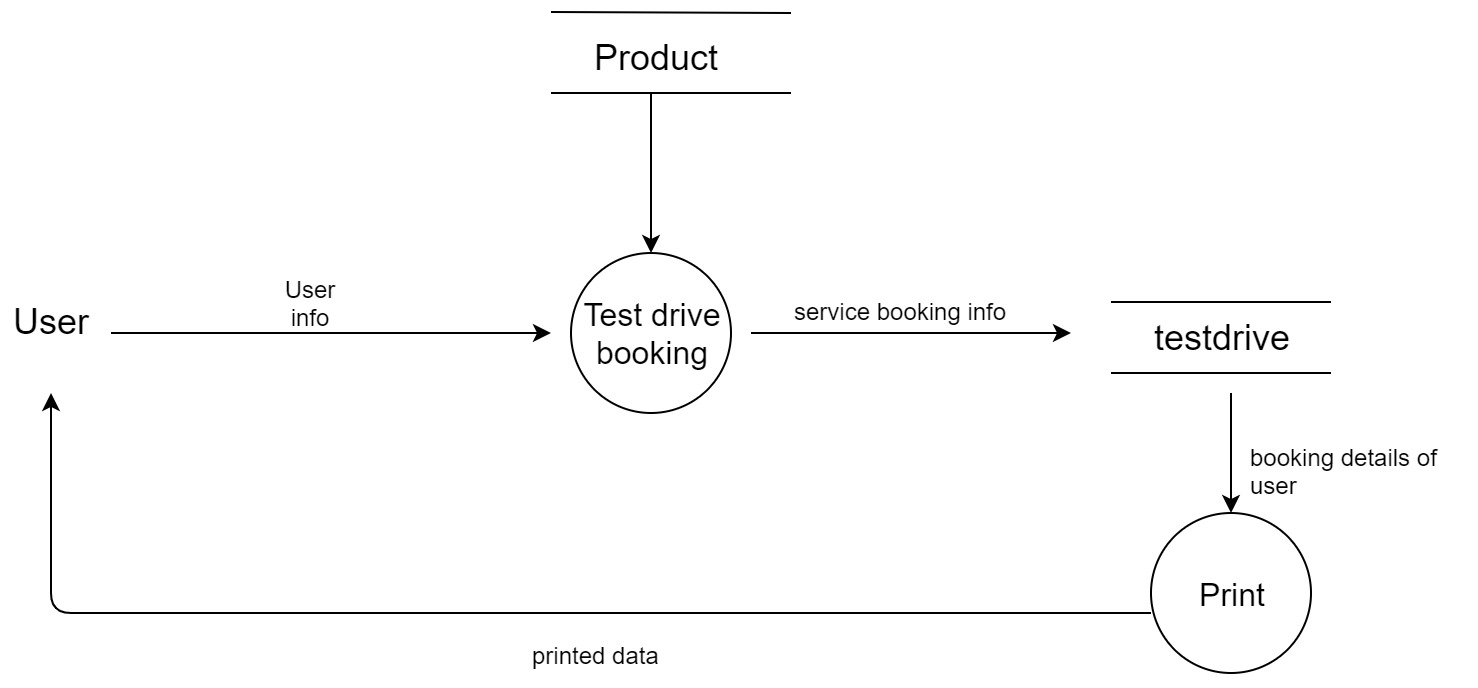 Product
User
info
User
Test drive
booking
service booking info
testdrive
booking details of
user
Print
printed data